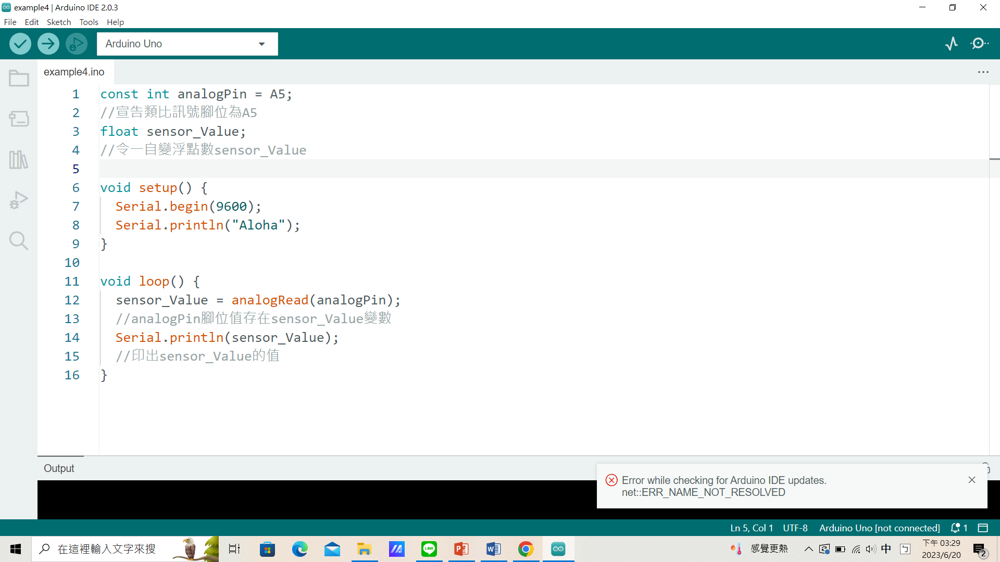 example4 | Arduino IDE 2.0.3
File Edit Sketch Tools Help
Arduino Uno
example4.ino
1 const int analogPin = A5;
2 //宣告類比訊號腳位為A5
3 float sensor_Value;
4 //令一自變浮點數sensor_Value
5
6 void setup() {
7 Serial.begin(9600);
8 Serial.println("Aloha");
9 }
10
11 void loop() {
12 sensor_Value = analogRead(analogPin);
13 //analogPin腳位值存在sensor_Value變數
14 Serial.println(sensor_Value);
15 //印出sensor_Value的值
16 }
Output
Error while checking for Arduino IDE updates.
net::ERR_NAME_NOT_RESOLVED
Ln 5, Col 1 UTF-8 Arduino Uno [not connected] 1
在這裡輸入文字來搜
LINE
感覺更熱
中
ㄅ
下午 03:29
2023/6/20
2